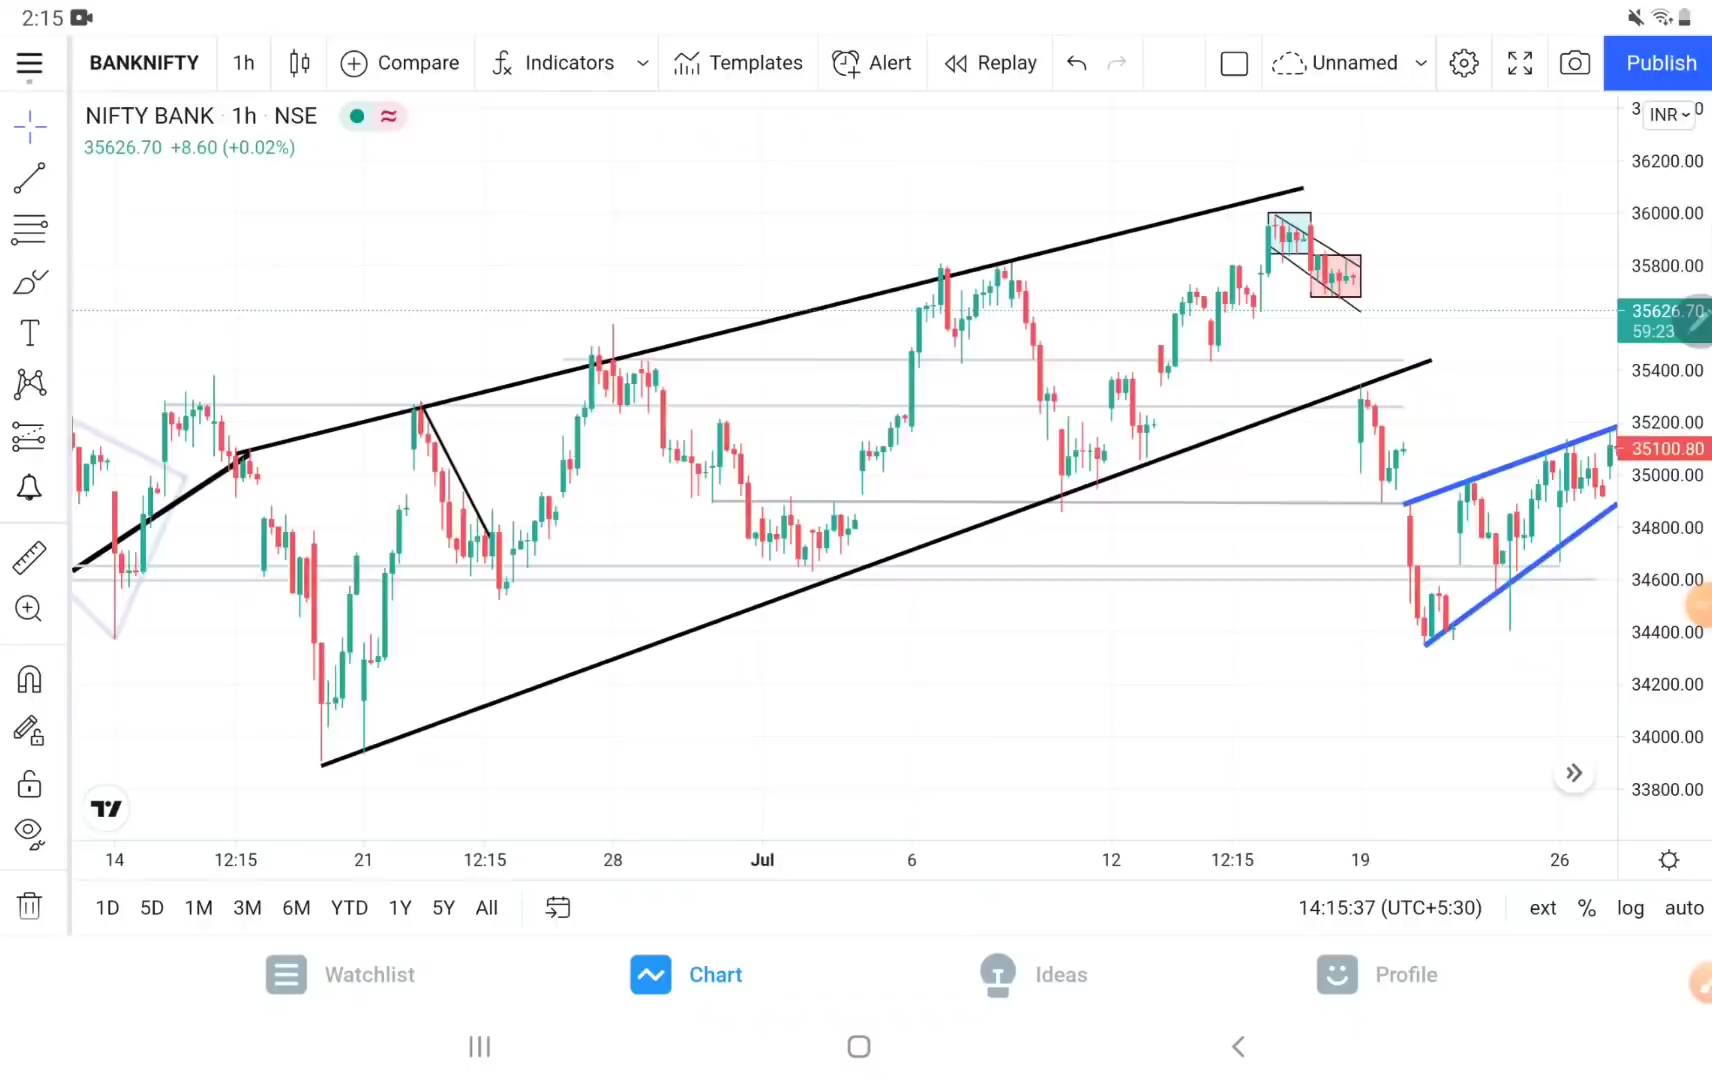 2:15
BANKNIFTY 1h Compare Indicators Templates Alert Replay Unnamed Publish
NIFTY BANK · 1h · NSE
35626.70 +8.60 (+0.02%)
INR
36200.00
36000.00
35800.00
35626.70
59:23
35400.00
35200.00
35100.80
35000.00
34800.00
34600.00
34400.00
34200.00
34000.00
33800.00
14 12:15 21 12:15 28 Jul 6 12 12:15 19 26
1D 5D 1M 3M 6M YTD 1Y 5Y All 14:15:37 (UTC+5:30) ext % log auto
Watchlist Chart Ideas Profile